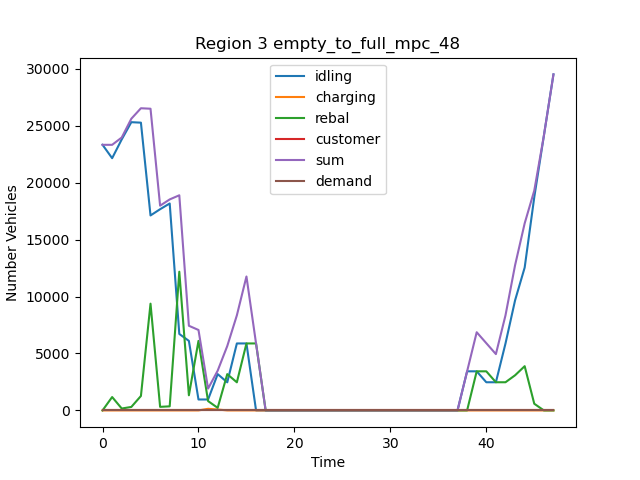 Region 3 empty_to_full_mpc_48
30000
25000
20000
15000
10000
5000
0
Number Vehicles
idling
charging
rebal
customer
sum
demand
0 10 20 30 40
Time